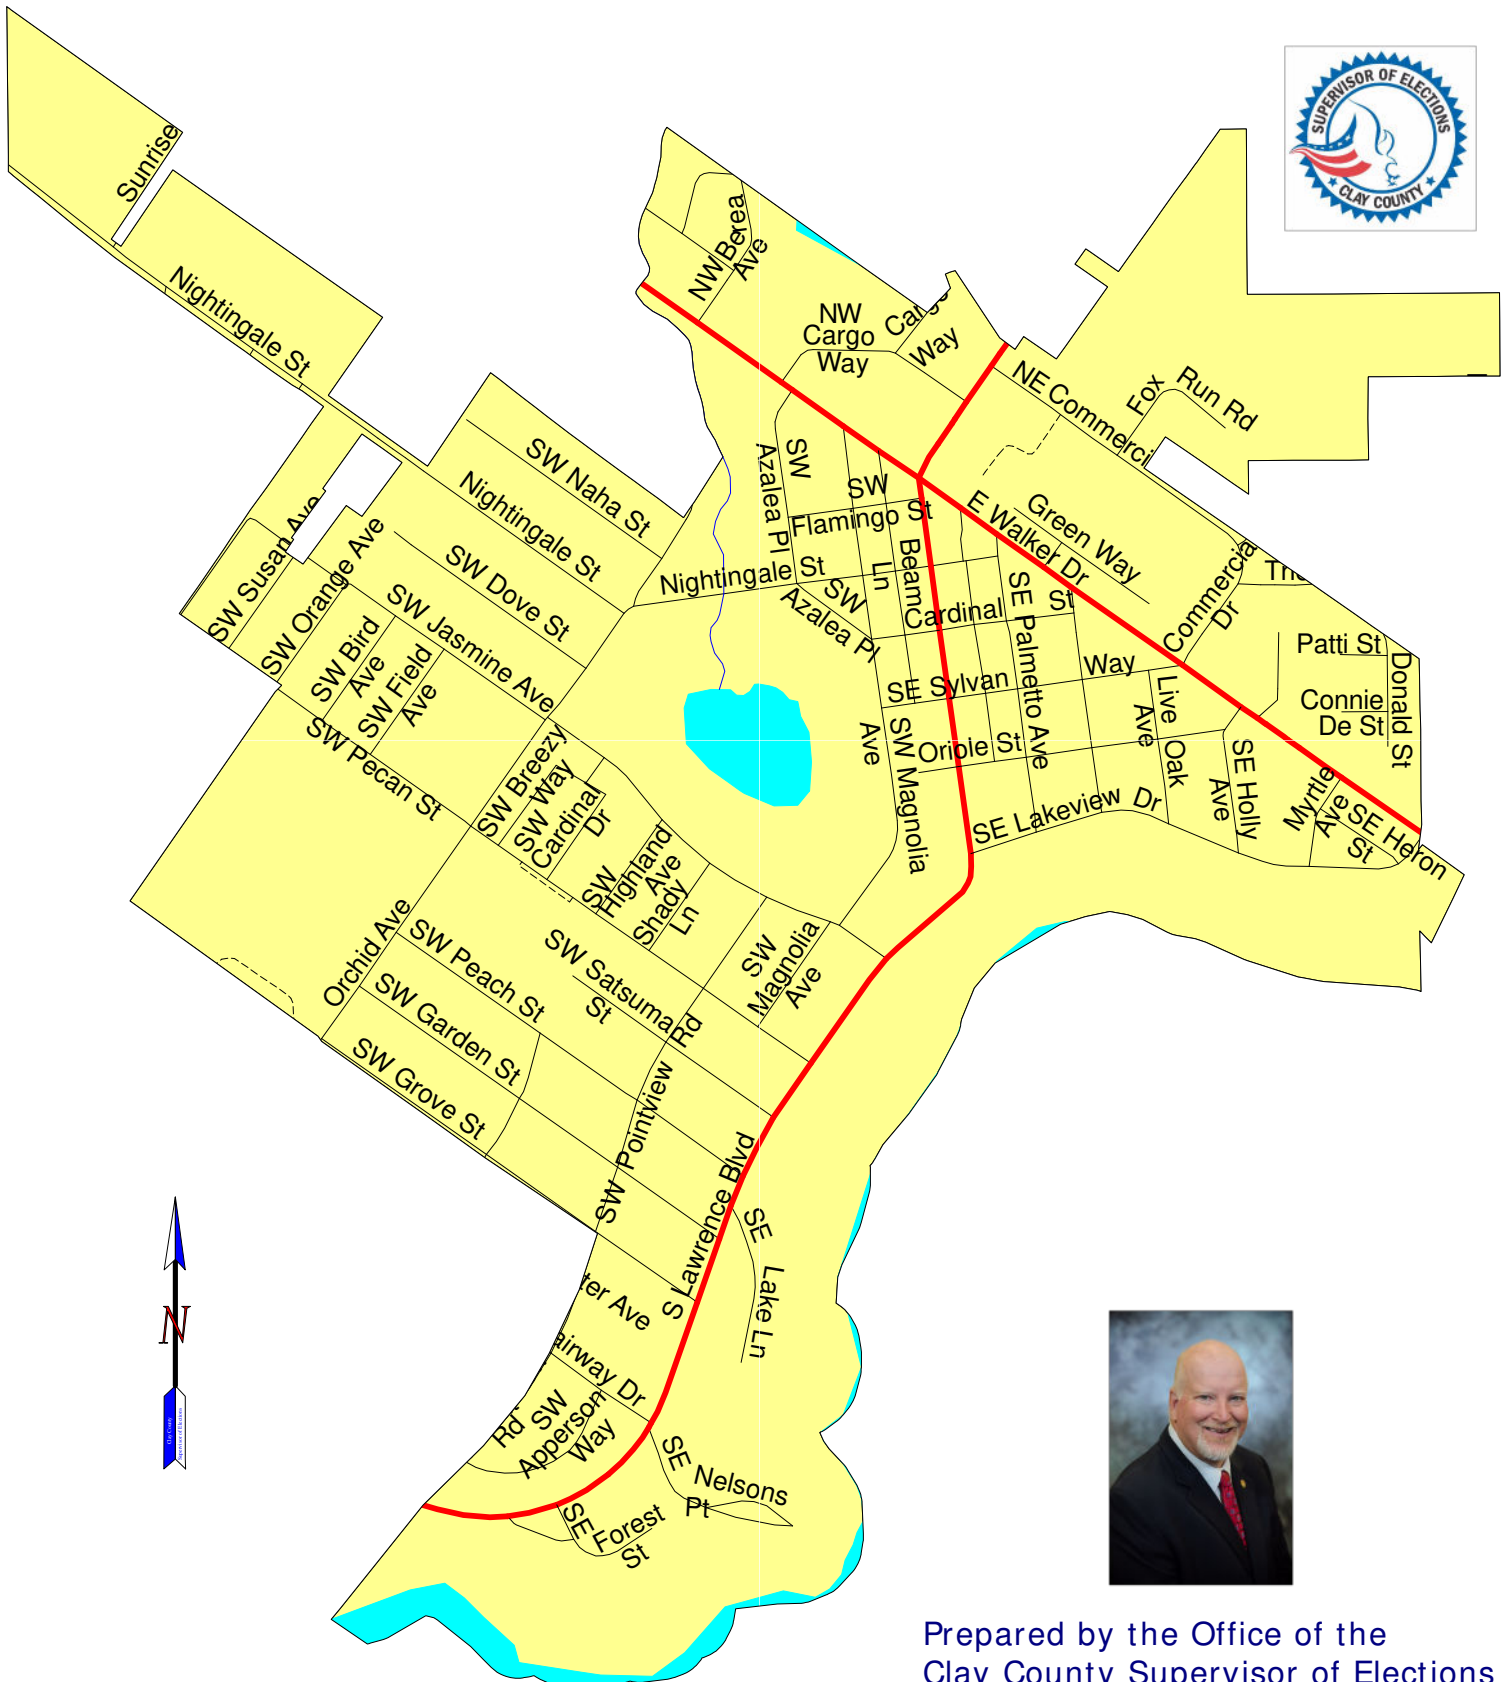 SUPERVISOR OF ELECTIONS
CLAY COUNTY
Sunrise
Nightingale St
NW Berea
Ave
NW
Cargo
Way
Way
NE Commerci
Fox
Run Rd
SW Naha St
Nightingale St
SW Dove St
SW Susan Ave
SW Orange Ave
SW Jasmine Ave
SW Bird
Ave
SW Field
Ave
SW Pecan St
SW
Azalea Pl
SW
Flamingo St
Nightingale St
SW
Azalea Pl
Ln
Beamc
Cardinal
St
E Walker Dr
Green Way
Commercia
Dr
SE Palmetto Ave
SE Sylvan
Way
Patti St
Connie
De St
Donald St
Live
Oak
Ave
SW Magnolia
Ave
Oriole St
SE Holly
Ave
Myrtle
Ave
SE Heron
St
SE Lakeview Dr
SW Breezy
SW Way
Cardinal
Dr
SW
Highland
Ave
Shady
Ln
SW
Magnolia
Ave
Orchid Ave
SW Peach St
SW Satsuma
St
SW Garden St
SW Grove St
SW Pointview Rd
S Lawrence Blvd
SE
Lake Ln
ter Ave
airway Dr
Rd
SW
Apperson
Way
SE
Nelsons
Pt
SE
Forest
St
N
Clay County
Supervisor of Elections
Prepared by the Office of the
Clay County Supervisor of Elections